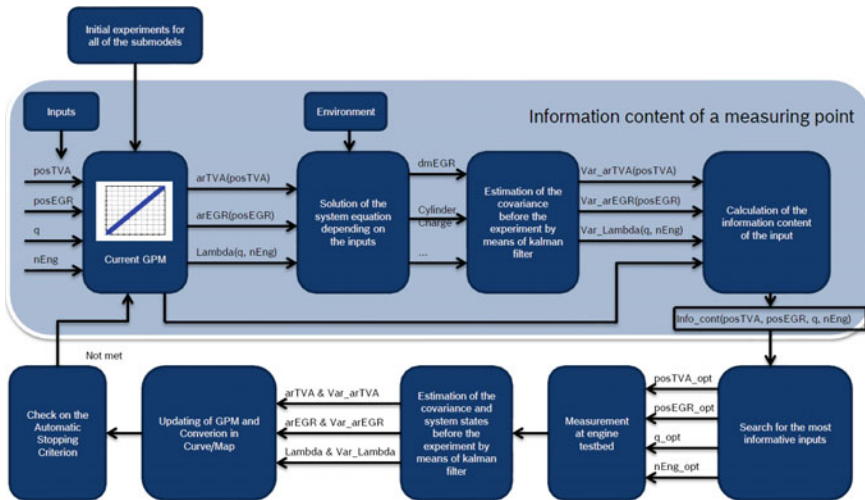 Initial experiments for
all of the submodels
Inputs
Environment
Information content of a measuring point
posTVA
posEGR
q
nEng
Current GPM
arTVA(posTVA)
arEGR(posEGR)
Lambda(q, nEng)
Solution of the
system equation
depending on
the inputs
dmEGR
Cylinder
Charge
...
Estimation of the
covariance
before the
experiment by
means of kalman
filter
Var_arTVA(posTVA)
Var_arEGR(posEGR)
Var_Lambda(q, nEng)
Calculation of the
information content
of the input
Info_cont(posTVA, posEGR, q, nEng)
Not met
Check on the
Automatic
Stopping
Criterion
Updating of GPM and
Converion in
Curve/Map
arTVA & Var_arTVA
arEGR & Var_arEGR
Lambda & Var_Lambda
Estimation of the
covariance and
system states
before the
experiment by
means of kalman
filter
Measurement
at engine
testbed
posTVA_opt
posEGR_opt
q_opt
nEng_opt
Search for the most
informative inputs